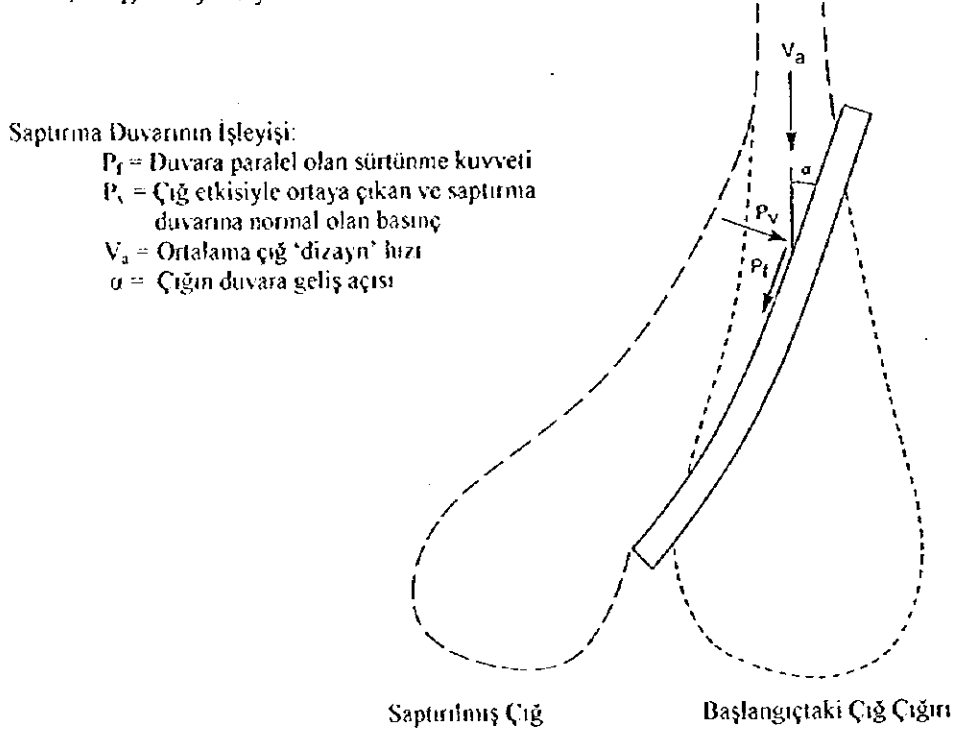 Saptırma Duvarının İşleyişi:
Pf = Duvara paralel olan sürtünme kuvveti
Pv = Çığ etkisiyle ortaya çıkan ve saptırma
duvarına normal olan basınç
Va = Ortalama çığ 'dizayn' hızı
α = Çığın duvara geliş açısı
Va
α
Pv
Pf
Saptırılmış Çığ
Başlangıçtaki Çığ Çığırı